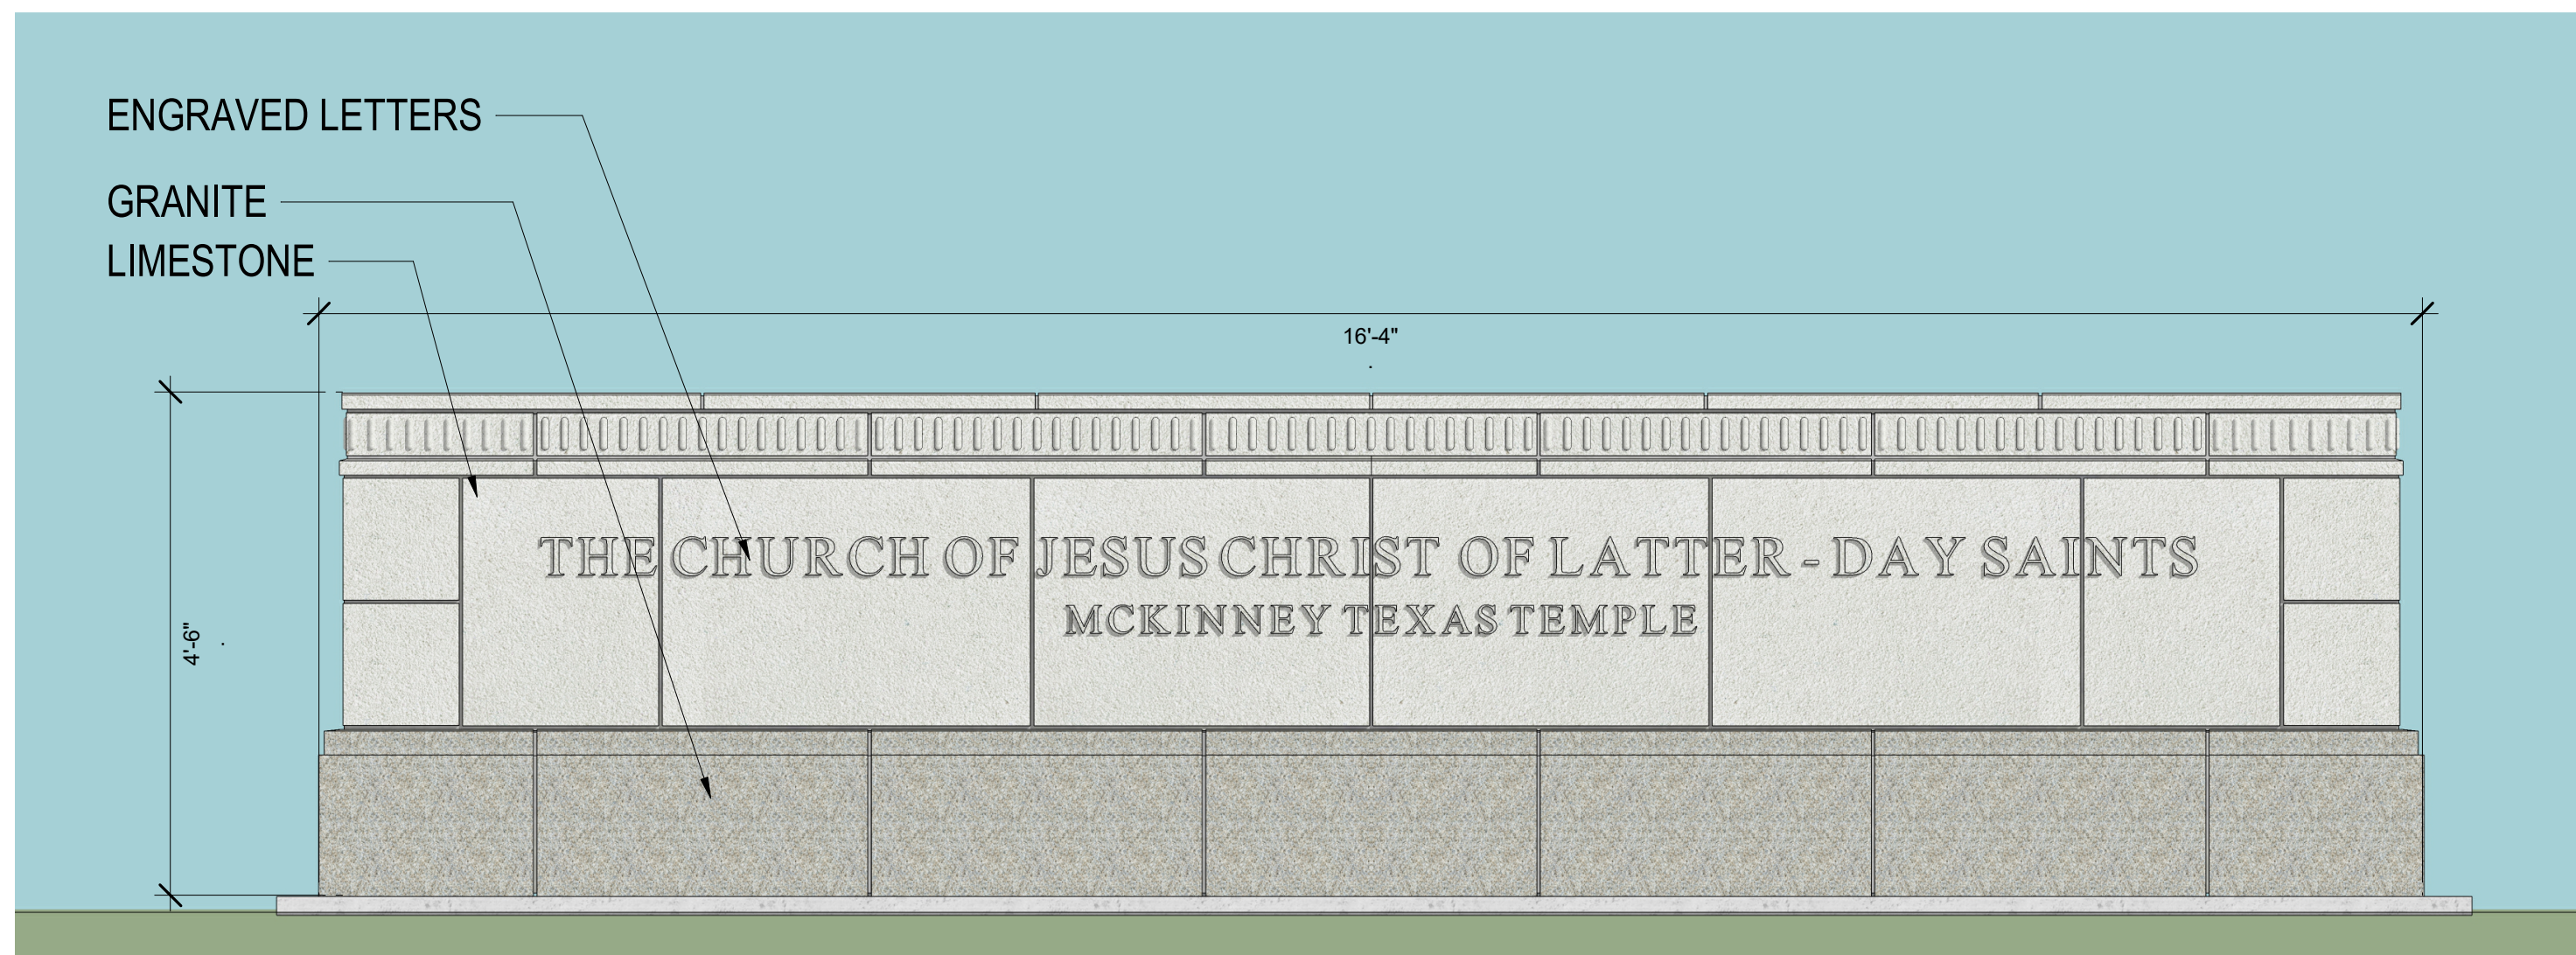 ENGRAVED LETTERS
GRANITE
LIMESTONE
16'-4"
4'-6"
THE CHURCH OF JESUS CHRIST OF LATTER-DAY SAINTS
MCKINNEY TEXAS TEMPLE